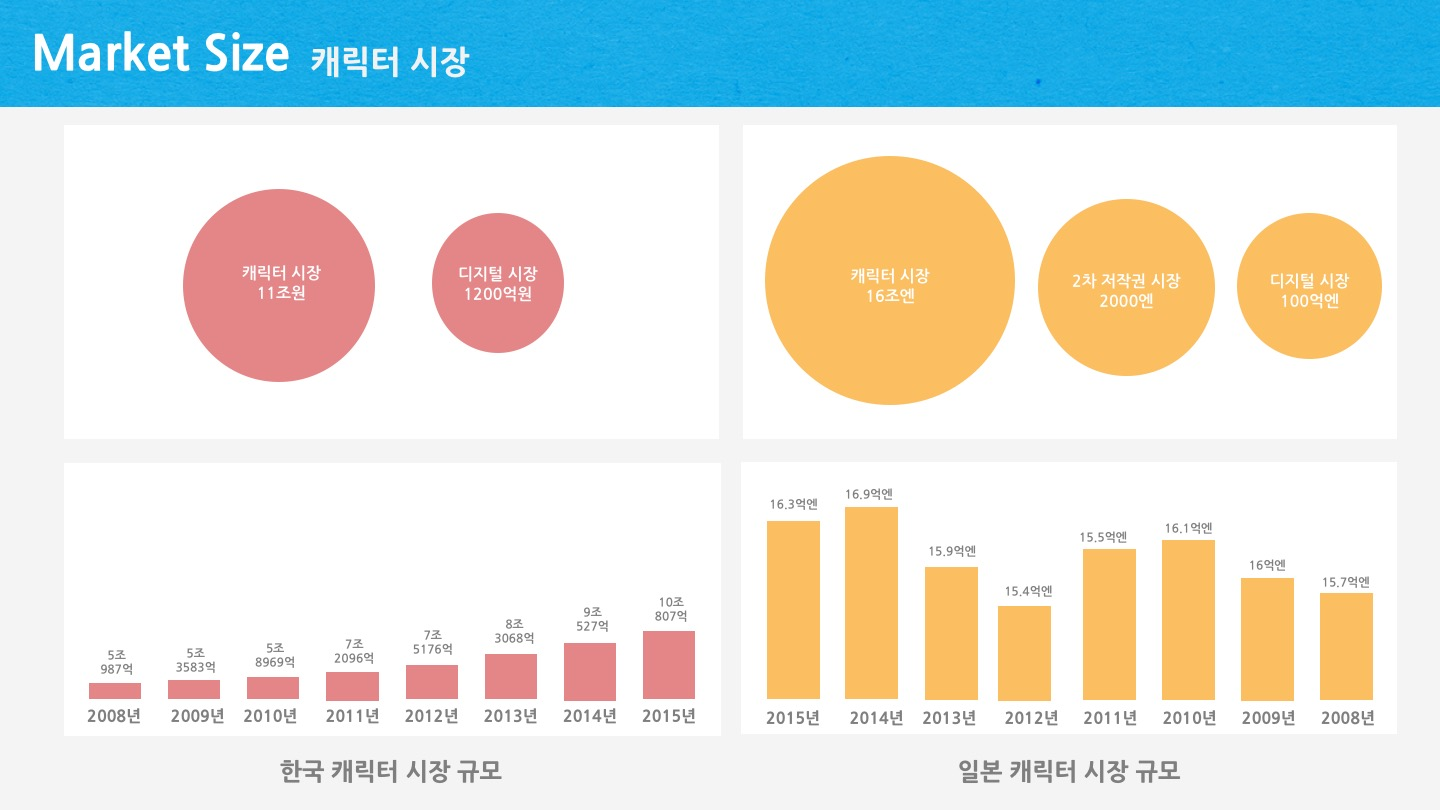 Market Size 캐릭터 시장
캐릭터 시장
11조원
디지털 시장
1200억원
캐릭터 시장
16조엔
2차 저작권 시장
2000엔
디지털 시장
100억엔
5조
987억
5조
3583억
5조
8969억
7조
2096억
7조
5176억
8조
3068억
9조
527억
10조
807억
2008년 2009년 2010년 2011년 2012년 2013년 2014년 2015년
한국 캐릭터 시장 규모
16.3억엔
16.9억엔
15.9억엔
15.4억엔
15.5억엔
16.1억엔
16억엔
15.7억엔
2015년 2014년 2013년 2012년 2011년 2010년 2009년 2008년
일본 캐릭터 시장 규모